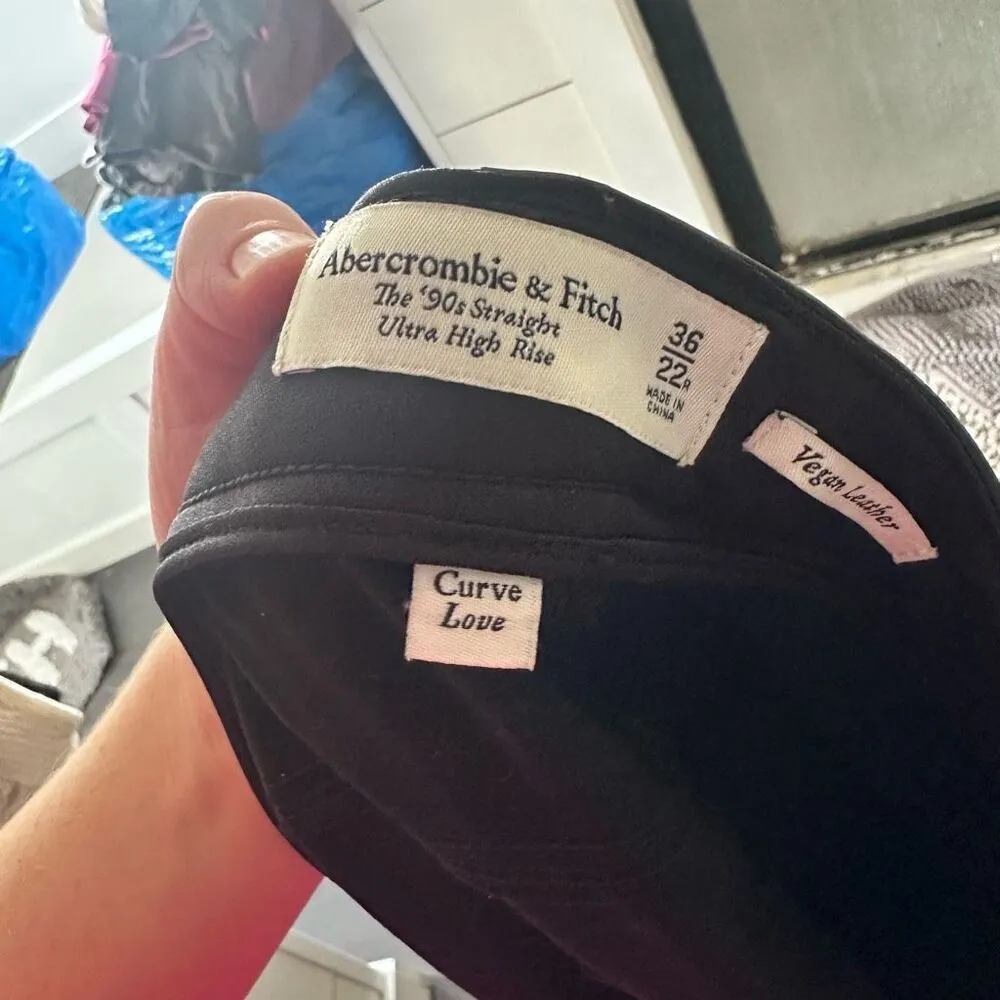 Abercrombie & Fitch
The '90s Straight
Ultra High Rise
36
22R
MADE IN
CHINA
Vegan Leather
Curve
Love
H